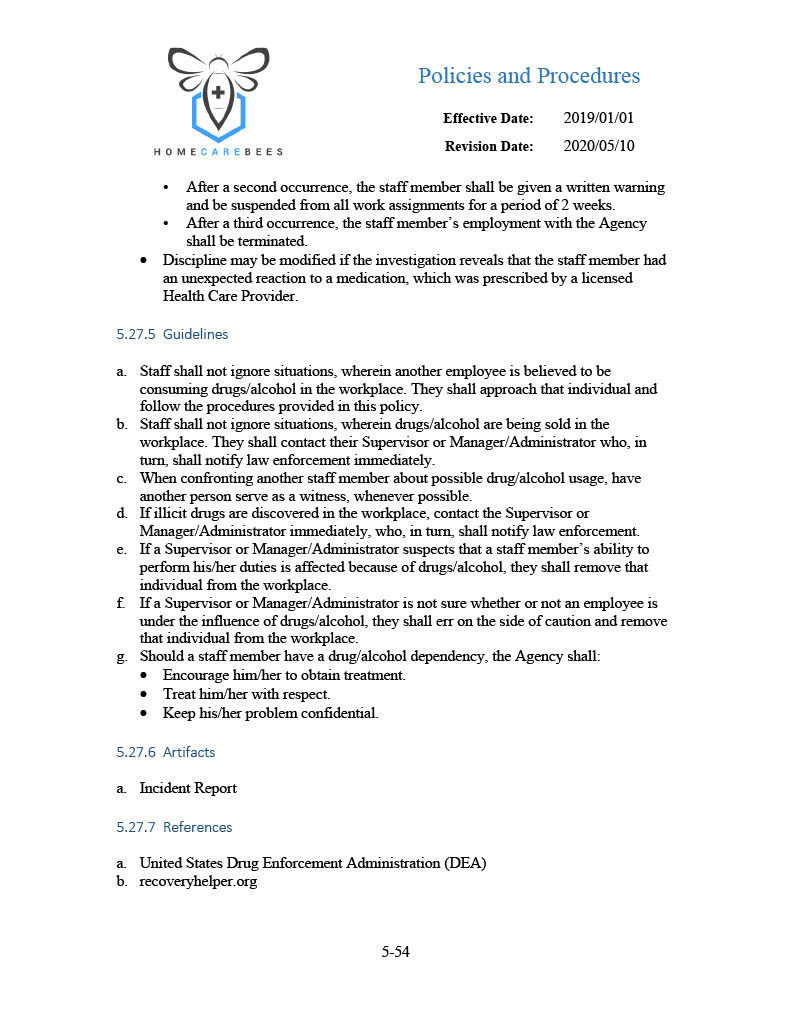 Policies and Procedures
Effective Date: 2019/01/01
Revision Date: 2020/05/10
HOMECAREBEES
• After a second occurrence, the staff member shall be given a written warning
and be suspended from all work assignments for a period of 2 weeks.
• After a third occurrence, the staff member's employment with the Agency
shall be terminated.
• Discipline may be modified if the investigation reveals that the staff member had
an unexpected reaction to a medication, which was prescribed by a licensed
Health Care Provider.
5.27.5 Guidelines
a. Staff shall not ignore situations, wherein another employee is believed to be
consuming drugs/alcohol in the workplace. They shall approach that individual and
follow the procedures provided in this policy.
b. Staff shall not ignore situations, wherein drugs/alcohol are being sold in the
workplace. They shall contact their Supervisor or Manager/Administrator who, in
turn, shall notify law enforcement immediately.
c. When confronting another staff member about possible drug/alcohol usage, have
another person serve as a witness, whenever possible.
d. If illicit drugs are discovered in the workplace, contact the Supervisor or
Manager/Administrator immediately, who, in turn, shall notify law enforcement.
e. If a Supervisor or Manager/Administrator suspects that a staff member's ability to
perform his/her duties is affected because of drugs/alcohol, they shall remove that
individual from the workplace.
f. If a Supervisor or Manager/Administrator is not sure whether or not an employee is
under the influence of drugs/alcohol, they shall err on the side of caution and remove
that individual from the workplace.
g. Should a staff member have a drug/alcohol dependency, the Agency shall:
• Encourage him/her to obtain treatment.
• Treat him/her with respect.
• Keep his/her problem confidential.
5.27.6 Artifacts
a. Incident Report
5.27.7 References
a. United States Drug Enforcement Administration (DEA)
b. recoveryhelper.org
5-54